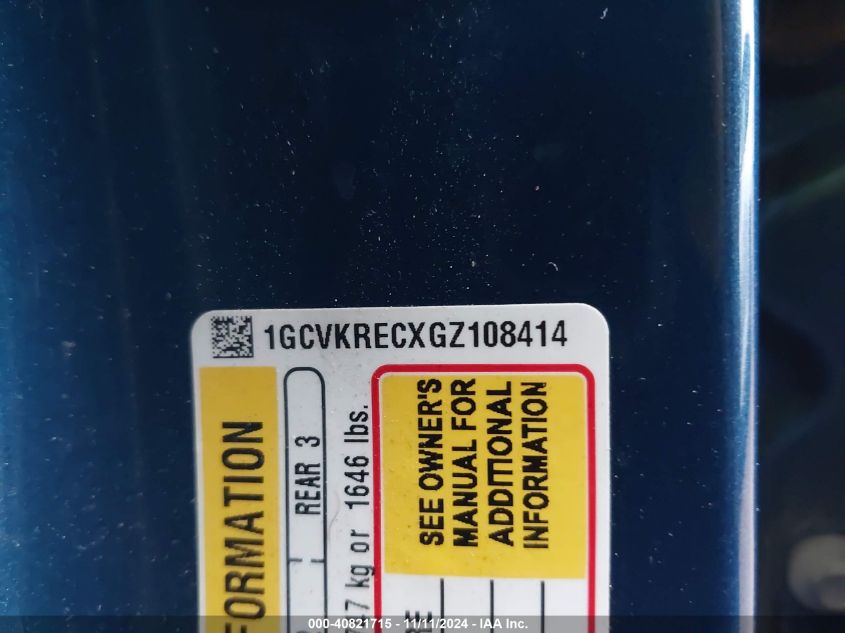 1GCVKRECXGZ108414
REAR 3
kg or 1646 lbs.
SEE OWNER'S
MANUAL FOR
ADDITIONAL
INFORMATION
000-40821715 - 11/11/2024 - IAA Inc.